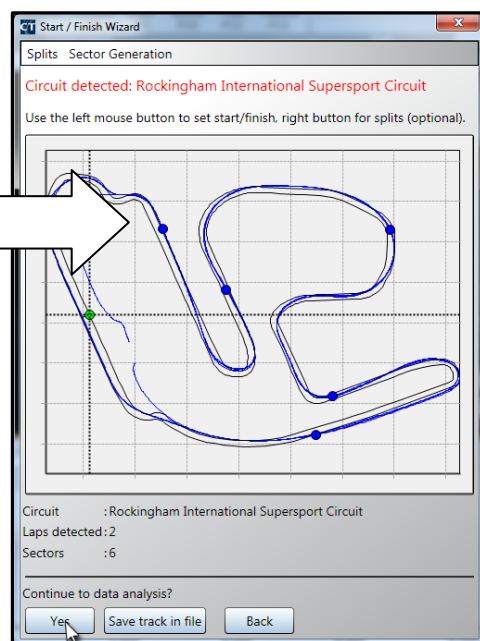 CT Start / Finish Wizard
Splits Sector Generation
Circuit detected: Rockingham International Supersport Circuit
Use the left mouse button to set start/finish, right button for splits (optional).
Circuit :Rockingham International Supersport Circuit
Laps detected:2
Sectors :6
Continue to data analysis?
Yes Save track in file Back